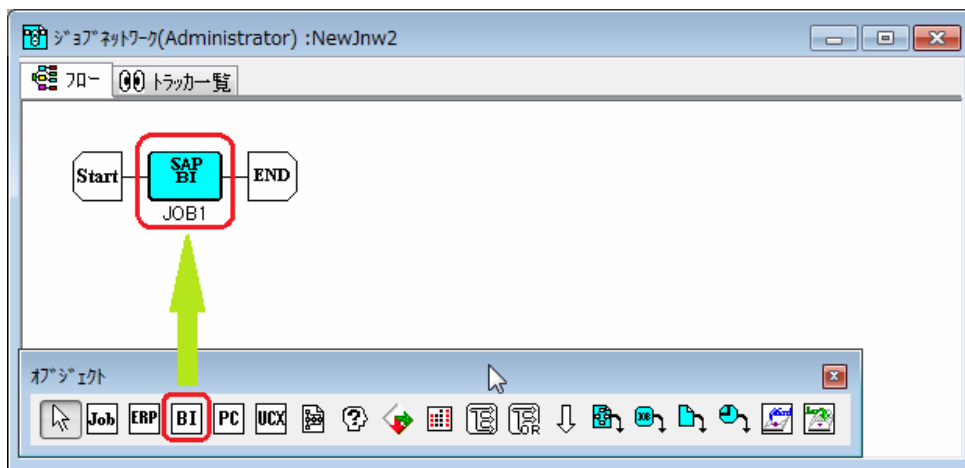 ｼﾞｮﾌﾞﾈｯﾄﾜｰｸ(Administrator) :NewJnw2
ﾌﾛｰ ﾄﾗｯｶ一覧
Start SAP BI END
JOB1
ｵﾌﾞｼﾞｪｸﾄ
Job ERP BI PC UCX OR